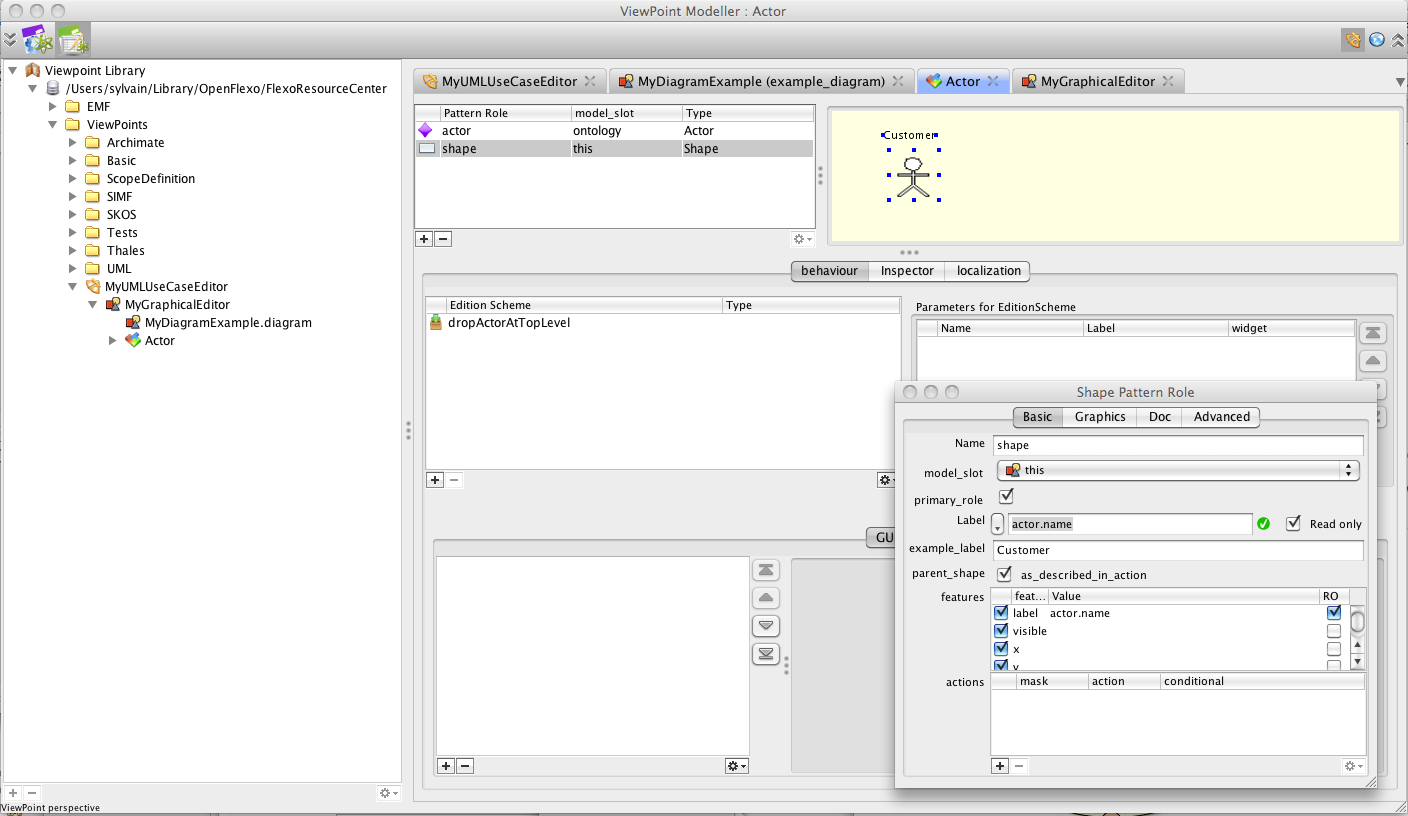 ViewPoint Modeller : Actor
Viewpoint Library
/Users/sylvain/Library/OpenFlexo/FlexoResourceCenter
EMF
ViewPoints
Archimate
Basic
ScopeDefinition
SIMF
SKOS
Tests
Thales
UML
MyUMLUseCaseEditor
MyGraphicalEditor
MyDiagramExample.diagram
Actor
MyUMLUseCaseEditor
MyDiagramExample (example_diagram)
Actor
MyGraphicalEditor
Pattern Role model_slot Type
actor ontology Actor
shape this Shape
Customer
behaviour Inspector localization
Edition Scheme Type
dropActorAtTopLevel
Parameters for EditionScheme
Name Label widget
GU
Shape Pattern Role
Basic Graphics Doc Advanced
Name shape
model_slot this
primary_role
Label actor.name Read only
example_label Customer
parent_shape as_described_in_action
features feat... Value RO
label actor.name
visible
x
y
actions mask action conditional
ViewPoint perspective